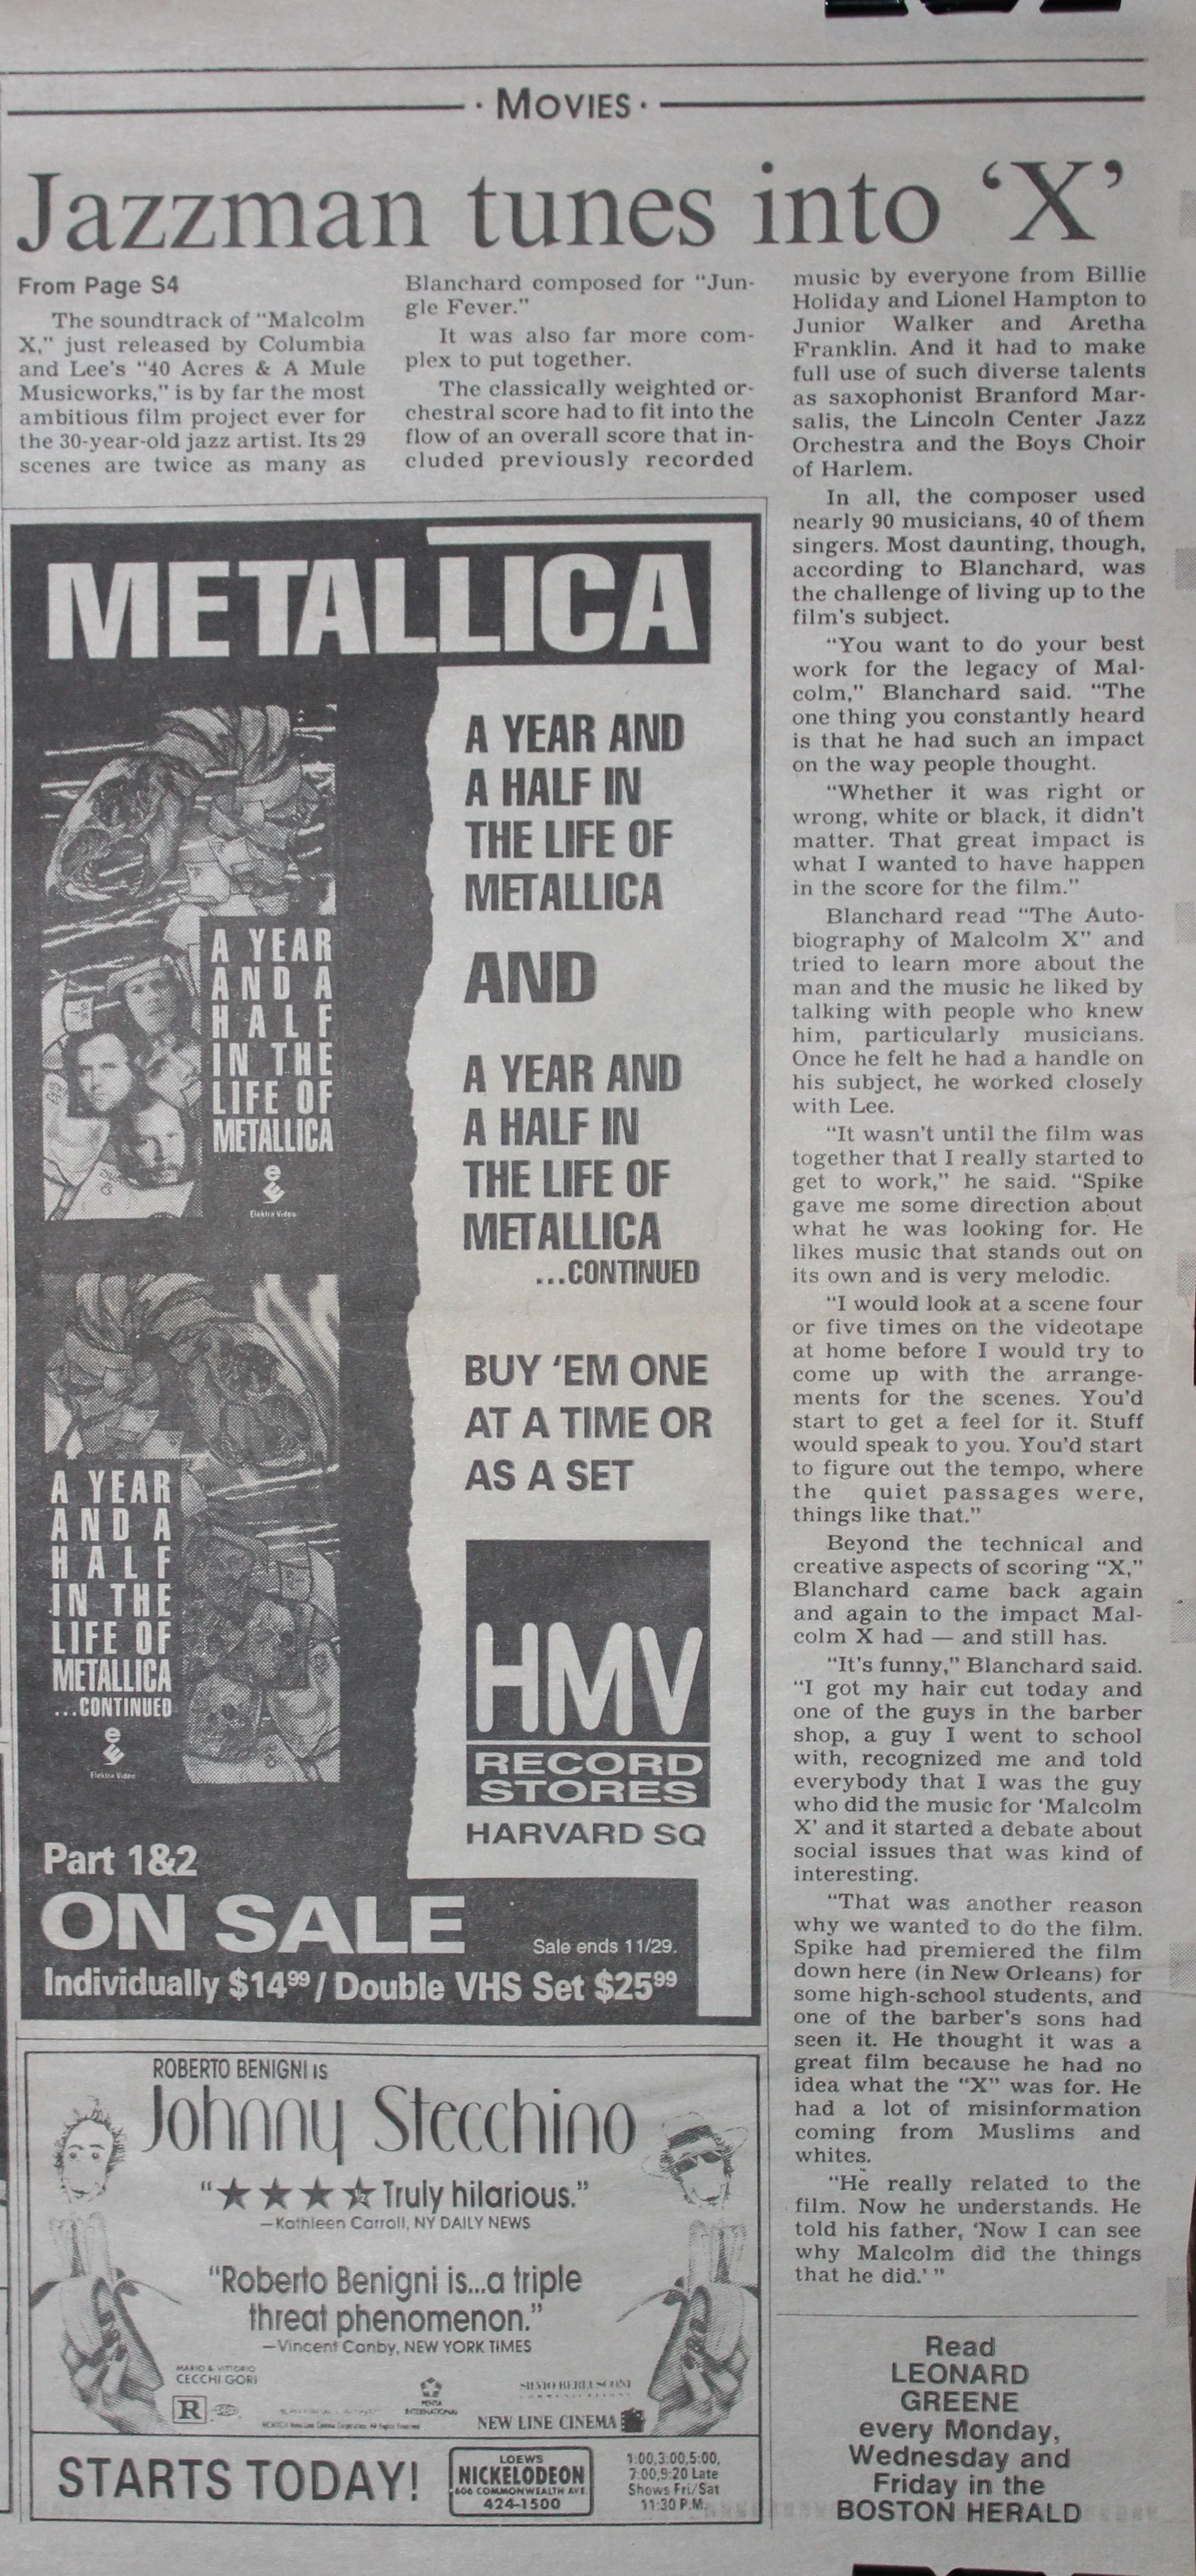 · MOVIES ·
Jazzman tunes into ‘X’
From Page S4
The soundtrack of “Malcolm
X,” just released by Columbia
and Lee's “40 Acres & A Mule
Musicworks,” is by far the most
ambitious film project ever for
the 30-year-old jazz artist. Its 29
scenes are twice as many as
Blanchard composed for “Jun-
gle Fever.”
It was also far more com-
plex to put together.
The classically weighted or-
chestral score had to fit into the
flow of an overall score that in-
cluded previously recorded
music by everyone from Billie
Holiday and Lionel Hampton to
Junior Walker and Aretha
Franklin. And it had to make
full use of such diverse talents
as saxophonist Branford Mar-
salis, the Lincoln Center Jazz
Orchestra and the Boys Choir
of Harlem.
In all, the composer used
nearly 90 musicians, 40 of them
singers. Most daunting, though,
according to Blanchard, was
the challenge of living up to the
film's subject.
“You want to do your best
work for the legacy of Mal-
colm,” Blanchard said. “The
one thing you constantly heard
is that he had such an impact
on the way people thought.
“Whether it was right or
wrong, white or black, it didn't
matter. That great impact is
what I wanted to have happen
in the score for the film.”
Blanchard read “The Auto-
biography of Malcolm X” and
tried to learn more about the
man and the music he liked by
talking with people who knew
him, particularly musicians.
Once he felt he had a handle on
his subject, he worked closely
with Lee.
“It wasn't until the film was
together that I really started to
get to work,” he said. “Spike
gave me some direction about
what he was looking for. He
likes music that stands out on
its own and is very melodic.
“I would look at a scene four
or five times on the videotape
at home before I would try to
come up with the arrange-
ments for the scenes. You'd
start to get a feel for it. Stuff
would speak to you. You'd start
to figure out the tempo, where
the quiet passages were,
things like that.”
Beyond the technical and
creative aspects of scoring “X,”
Blanchard came back again
and again to the impact Mal-
colm X had — and still has.
“It's funny,” Blanchard said.
“I got my hair cut today and
one of the guys in the barber
shop, a guy I went to school
with, recognized me and told
everybody that I was the guy
who did the music for ‘Malcolm
X’ and it started a debate about
social issues that was kind of
interesting.
“That was another reason
why we wanted to do the film.
Spike had premiered the film
down here (in New Orleans) for
some high-school students, and
one of the barber's sons had
seen it. He thought it was a
great film because he had no
idea what the “X” was for. He
had a lot of misinformation
coming from Muslims and
whites.
“He really related to the
film. Now he understands. He
told his father, ‘Now I can see
why Malcolm did the things
that he did.’ ”
METALLICA
A YEAR
AND A
HALF
IN THE
LIFE OF
METALLICA
Elektra Video
A YEAR
AND A
HALF
IN THE
LIFE OF
METALLICA
...CONTINUED
Elektra Video
A YEAR AND
A HALF IN
THE LIFE OF
METALLICA
AND
A YEAR AND
A HALF IN
THE LIFE OF
METALLICA
...CONTINUED
BUY ‘EM ONE
AT A TIME OR
AS A SET
HMV
RECORD
STORES
HARVARD SQ
Part 1&2
ON SALE
Sale ends 11/29.
Individually $14⁹⁹ / Double VHS Set $25⁹⁹
ROBERTO BENIGNI IS
Johnny Stecchino
“★★★½ Truly hilarious.”
—Kathleen Carroll, NY DAILY NEWS
“Roberto Benigni is...a triple
threat phenomenon.”
—Vincent Canby, NEW YORK TIMES
MARIO & VITTORIO
CECCHI GORI
R
PENTA
INTERNATIONAL
SILVIO BERLUSCONI
COMMUNICATIONS
NEW LINE CINEMA
STARTS TODAY!
LOEWS
NICKELODEON
606 COMMONWEALTH AVE
424-1500
1:00,3:00,5:00,
7:00,9:20 Late
Shows Fri/Sat
11:30 P.M.
Read
LEONARD
GREENE
every Monday,
Wednesday and
Friday in the
BOSTON HERALD